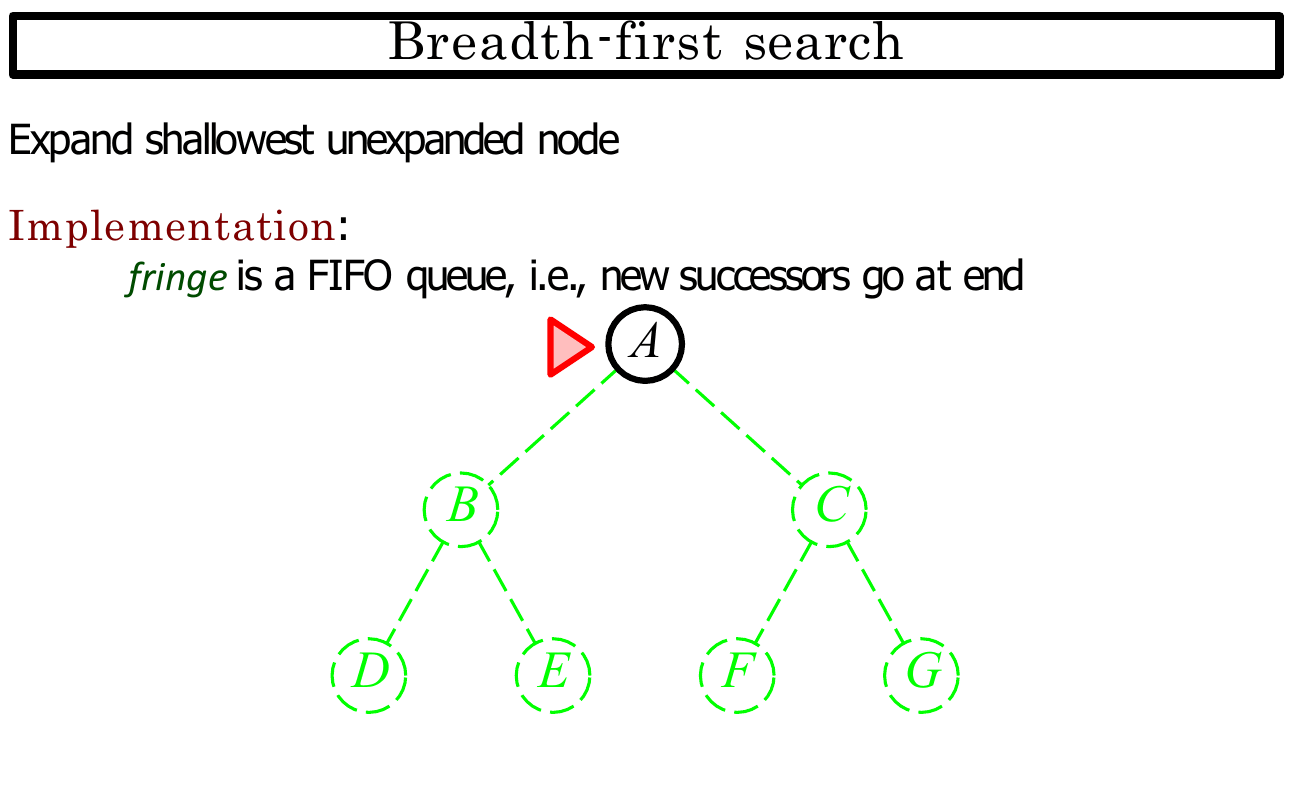 Breadth-first search
Expand shallowest unexpanded node
Implementation:
fringe is a FIFO queue, i.e., new successors go at end
A
B C
D E F G